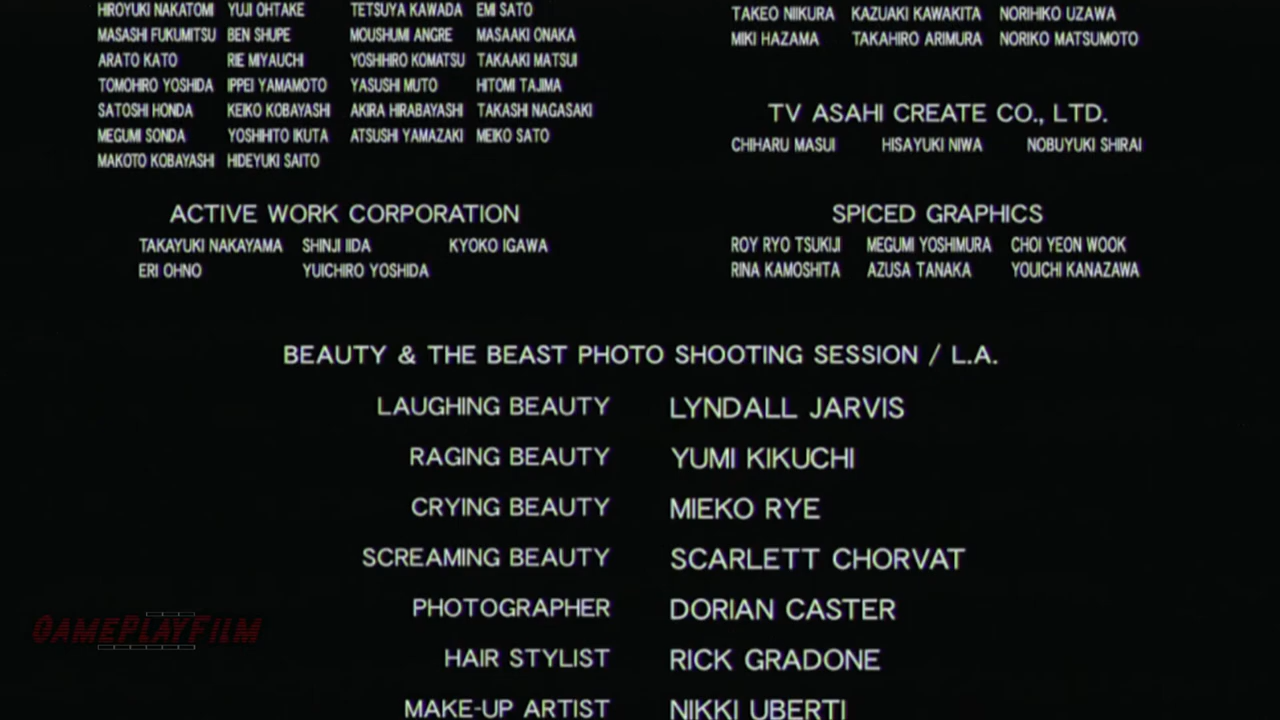 HIROYUKI NAKATOMI YUJI OHTAKE TETSUYA KAWADA EMI SATO
MASASHI FUKUMITSU BEN SHUPE MOUSHUMI ANGRE MASAAKI ONAKA
ARATO KATO RIE MIYAUCHI YOSHIHIRO KOMATSU TAKAAKI MATSUI
TOMOHIRO YOSHIDA IPPEI YAMAMOTO YASUSHI MUTO HITOMI TAJIMA
SATOSHI HONDA KEIKO KOBAYASHI AKIRA HIRABAYASHI TAKASHI NAGASAKI
MEGUMI SONDA YOSHIHITO IKUTA ATSUSHI YAMAZAKI MEIKO SATO
MAKOTO KOBAYASHI HIDEYUKI SAITO
TAKEO NIIKURA KAZUAKI KAWAKITA NORIHIKO UZAWA
MIKI HAZAMA TAKAHIRO ARIMURA NORIKO MATSUMOTO
TV ASAHI CREATE CO., LTD.
CHIHARU MASUI HISAYUKI NIWA NOBUYUKI SHIRAI
ACTIVE WORK CORPORATION
TAKAYUKI NAKAYAMA SHINJI IIDA KYOKO IGAWA
ERI OHNO YUICHIRO YOSHIDA
SPICED GRAPHICS
ROY RYO TSUKIJI MEGUMI YOSHIMURA CHOI YEON WOOK
RINA KAMOSHITA AZUSA TANAKA YOUICHI KANAZAWA
BEAUTY & THE BEAST PHOTO SHOOTING SESSION / L.A.
LAUGHING BEAUTY LYNDALL JARVIS
RAGING BEAUTY YUMI KIKUCHI
CRYING BEAUTY MIEKO RYE
SCREAMING BEAUTY SCARLETT CHORVAT
PHOTOGRAPHER DORIAN CASTER
HAIR STYLIST RICK GRADONE
MAKE-UP ARTIST NIKKI UBERTI
GAMEPLAYFILM